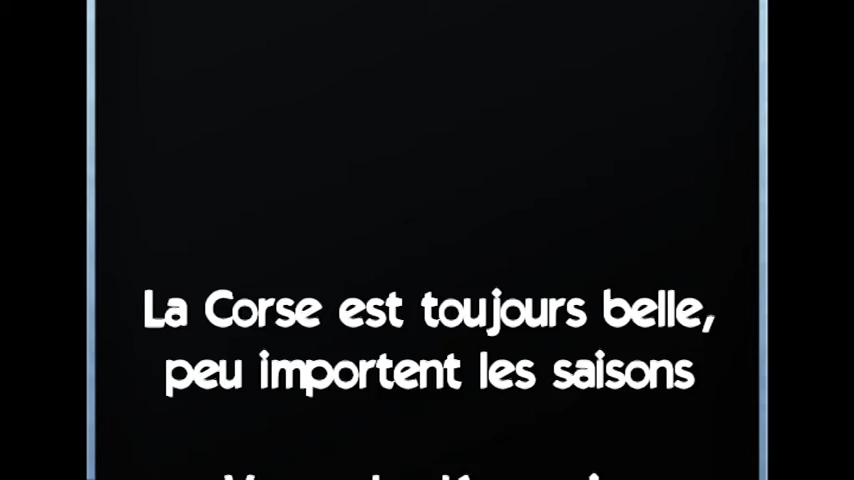 La Corse est toujours belle,
peu importent les saisons